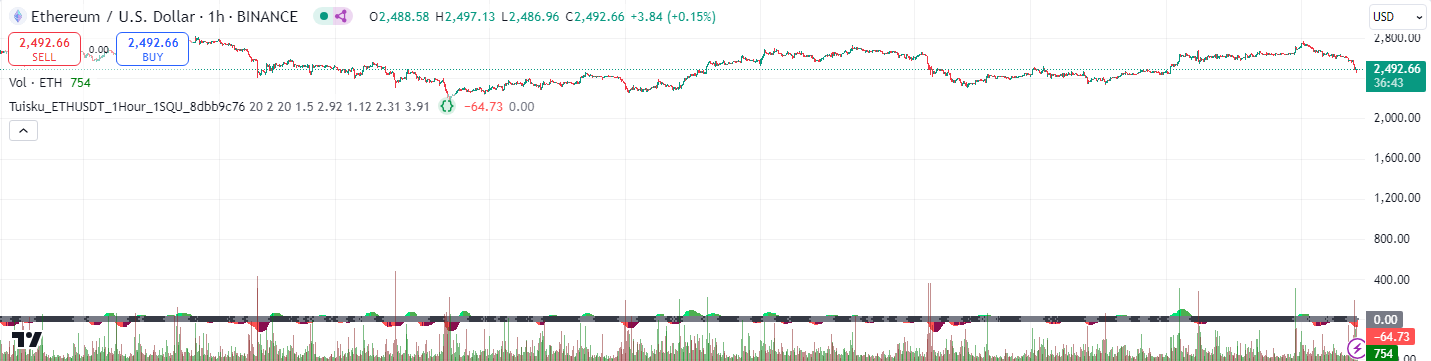 Ethereum / U.S. Dollar · 1h · BINANCE O2,488.58 H2,497.13 L2,486.96 C2,492.66 +3.84 (+0.15%)
USD
2,492.66 SELL
0.00
2,492.66 BUY
Vol · ETH 754
Tuisku_ETHUSDT_1Hour_1SQU_8dbb9c76 20 2 20 1.5 2.92 1.12 2.31 3.91 {} −64.73 0.00
2,800.00
2,492.66
36:43
2,000.00
1,600.00
1,200.00
800.00
400.00
0.00
−64.73
754